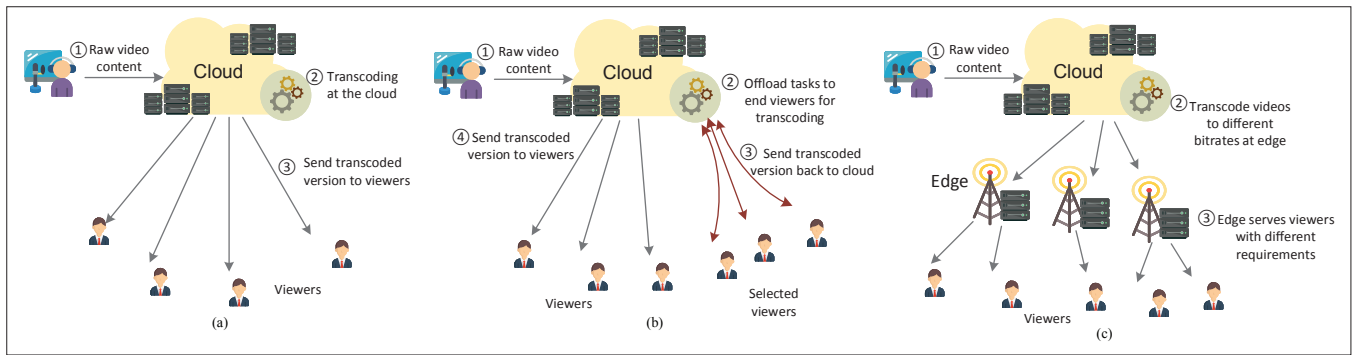 ① Raw video
content
Cloud
② Transcoding
at the cloud
③ Send transcoded
version to viewers
Viewers
(a)
① Raw video
content
Cloud
② Offload tasks to
end viewers for
transcoding
④ Send transcoded
version to viewers
③ Send transcoded
version back to cloud
Viewers
Selected
viewers
(b)
① Raw video
content
Cloud
② Transcode videos
to different
bitrates at edge
Edge
③ Edge serves viewers
with different
requirements
Viewers
(c)